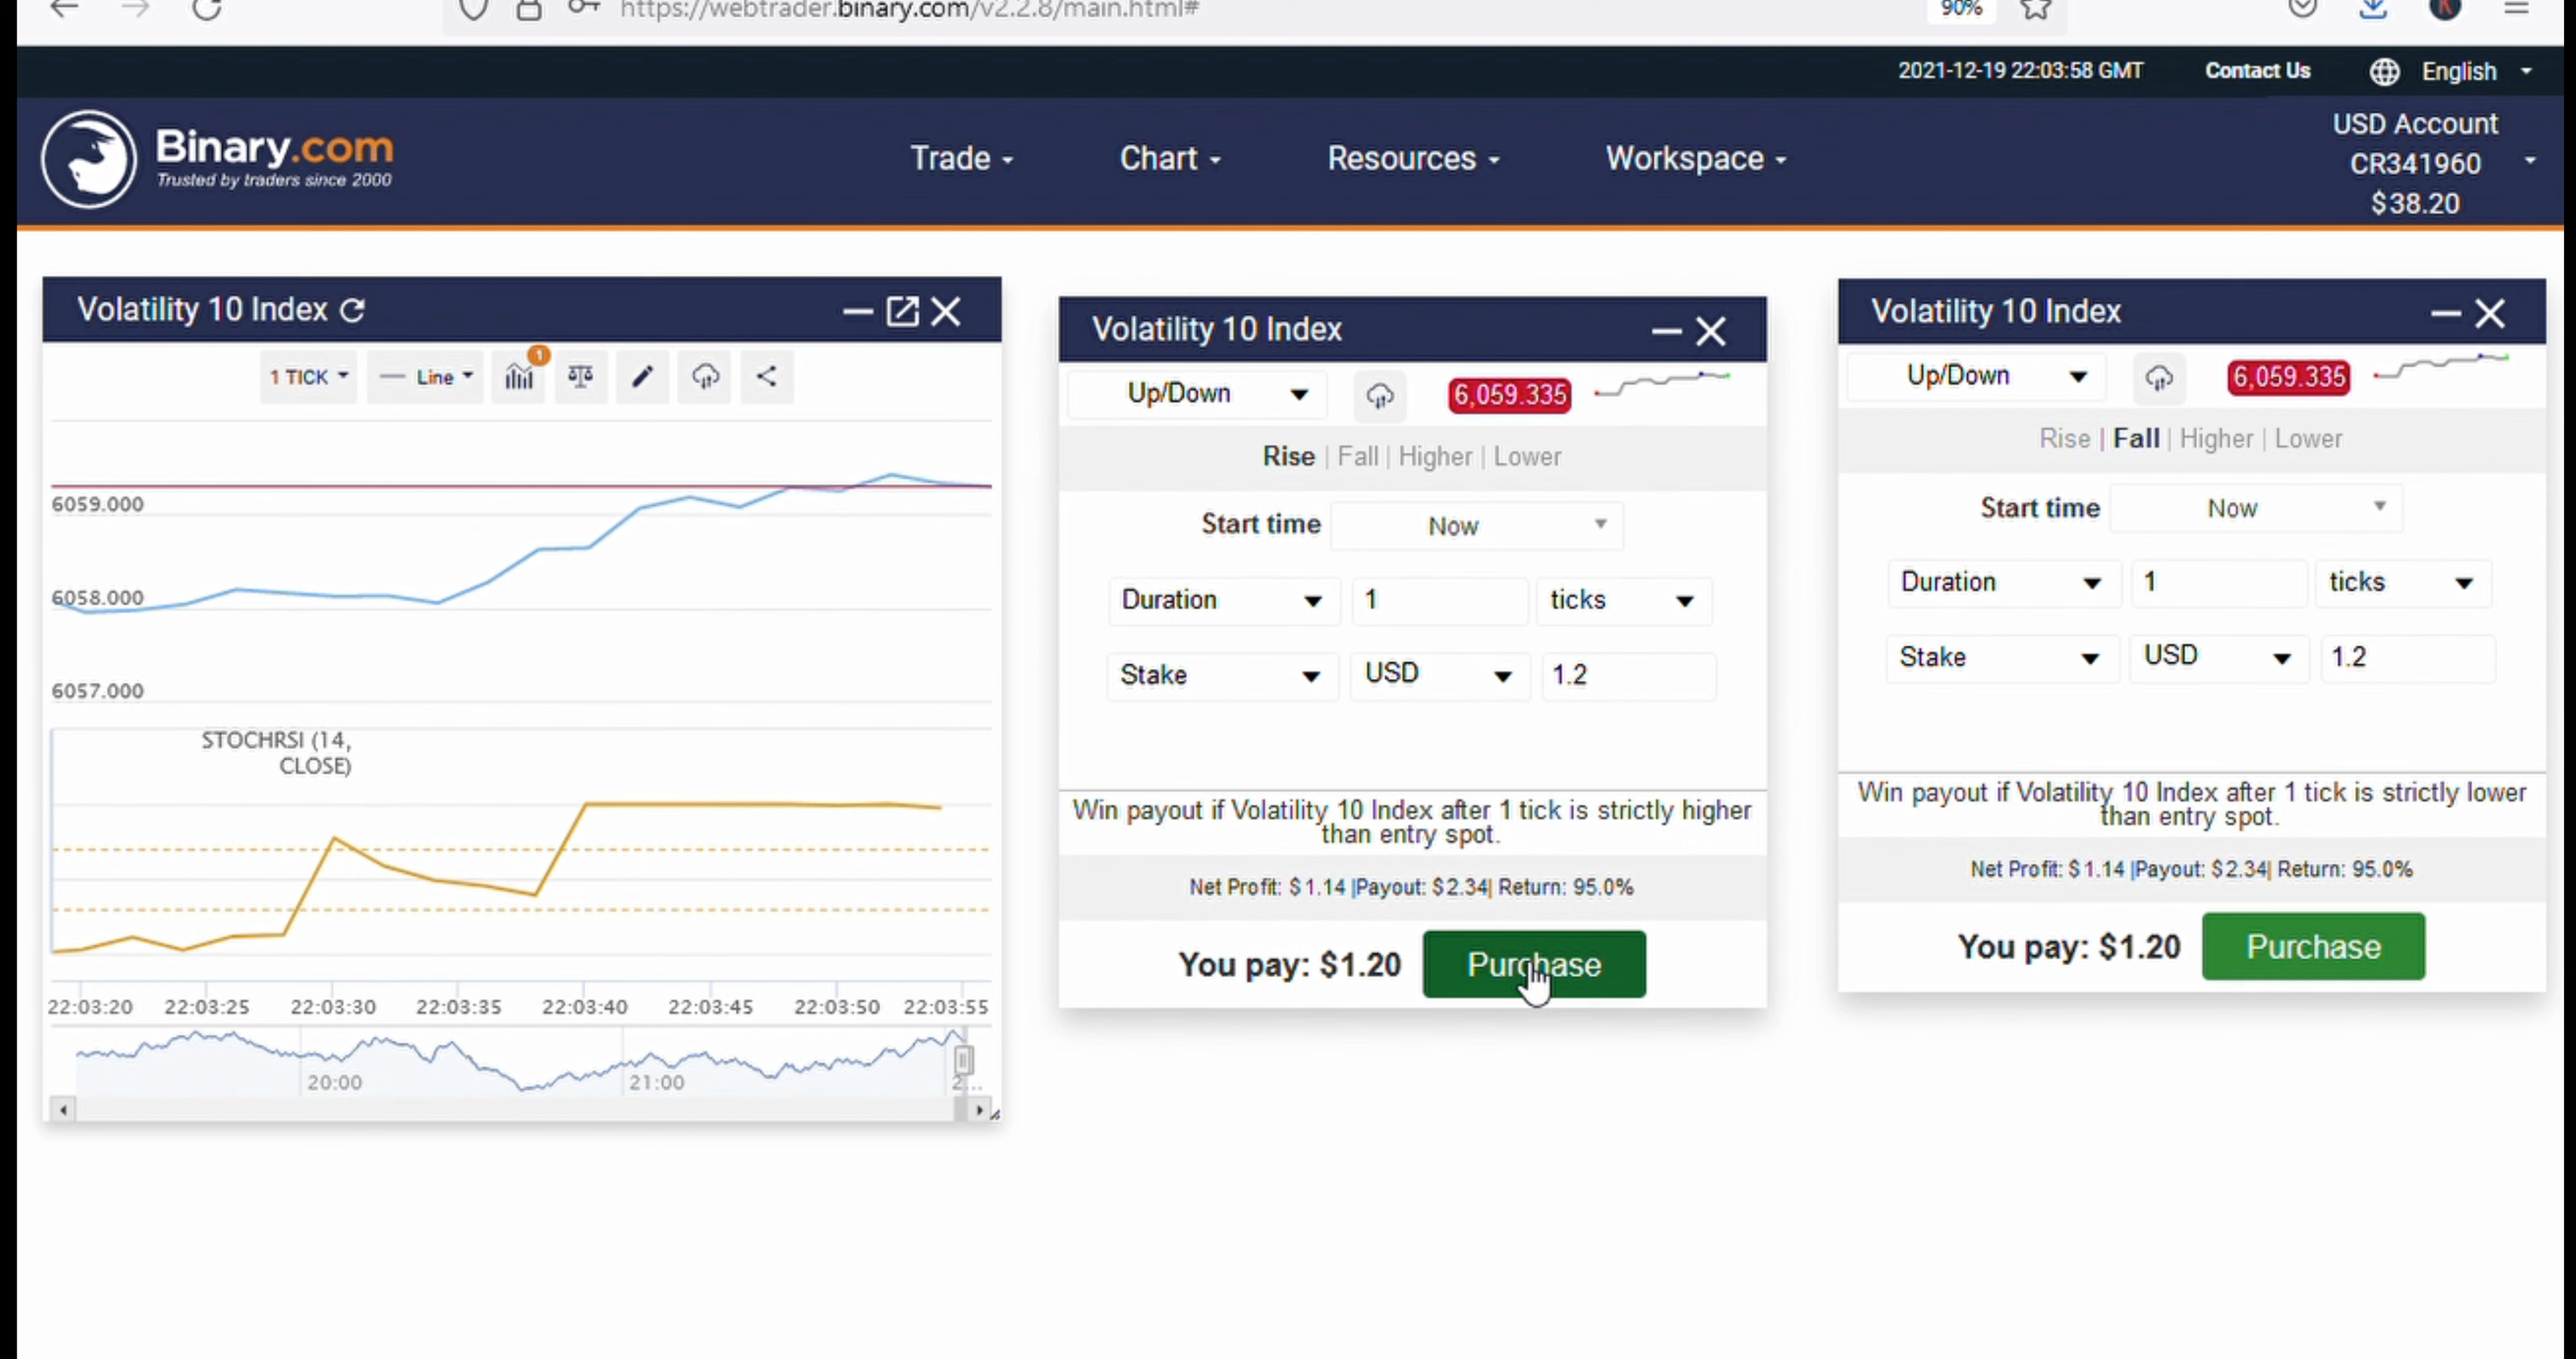 https://webtrader.binary.com/v2.2.8/main.html#
90%
2021-12-19 22:03:58 GMT
Contact Us
English
Binary.com
Trusted by traders since 2000
Trade
Chart
Resources
Workspace
USD Account
CR341960
$38.20
Volatility 10 Index
1 TICK
Line
1
6059.000
6058.000
6057.000
STOCHRSI (14,
CLOSE)
22:03:20 22:03:25 22:03:30 22:03:35 22:03:40 22:03:45 22:03:50 22:03:55
20:00
21:00
2...
Volatility 10 Index
Up/Down
6,059.335
Rise | Fall | Higher | Lower
Start time Now
Duration 1 ticks
Stake USD 1.2
Win payout if Volatility 10 Index after 1 tick is strictly higher
than entry spot.
Net Profit: $1.14 |Payout: $2.34| Return: 95.0%
You pay: $1.20 Purchase
Volatility 10 Index
Up/Down
6,059.335
Rise | Fall | Higher | Lower
Start time Now
Duration 1 ticks
Stake USD 1.2
Win payout if Volatility 10 Index after 1 tick is strictly lower
than entry spot.
Net Profit: $1.14 |Payout: $2.34| Return: 95.0%
You pay: $1.20 Purchase